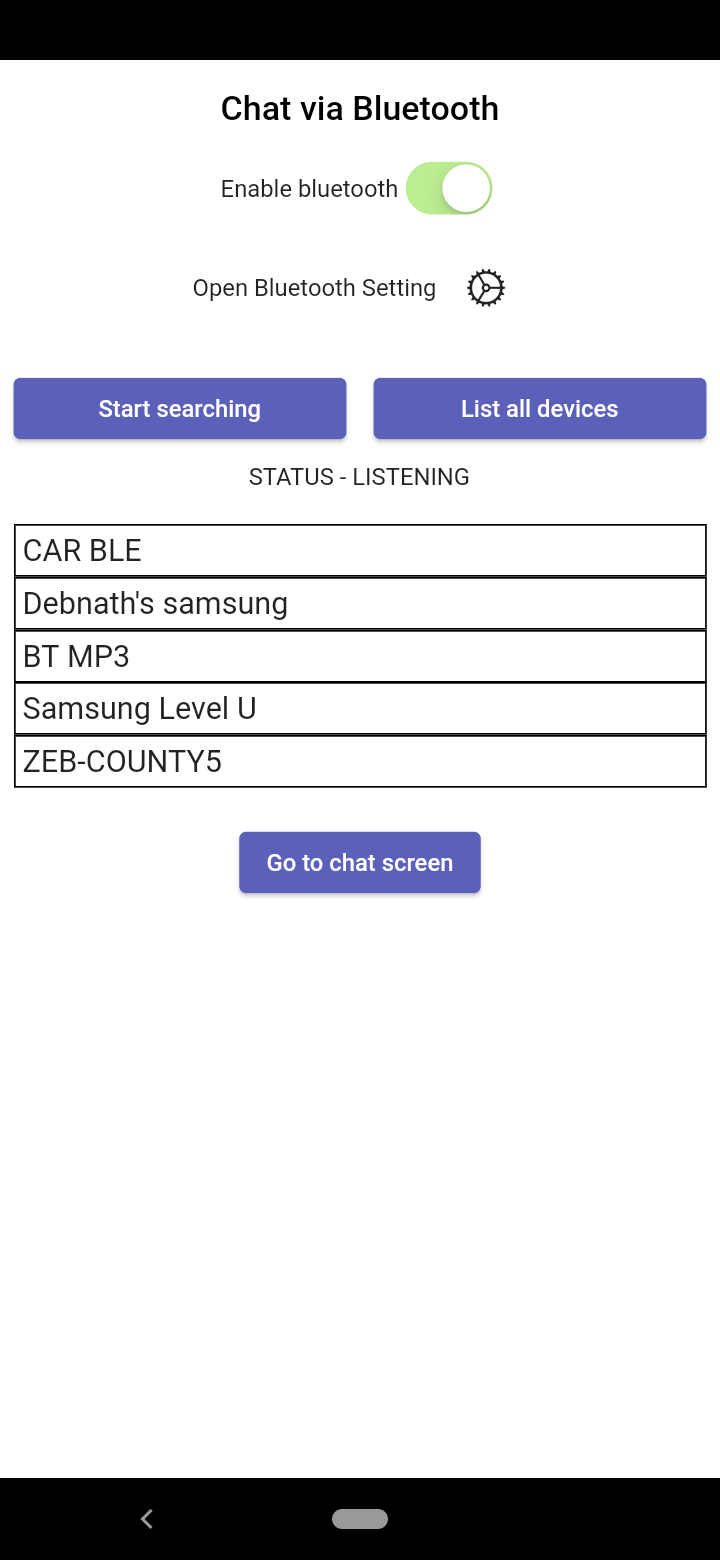 Chat via Bluetooth
Enable bluetooth
Open Bluetooth Setting
Start searching
List all devices
STATUS - LISTENING
CAR BLE
Debnath's samsung
BT MP3
Samsung Level U
ZEB-COUNTY5
Go to chat screen